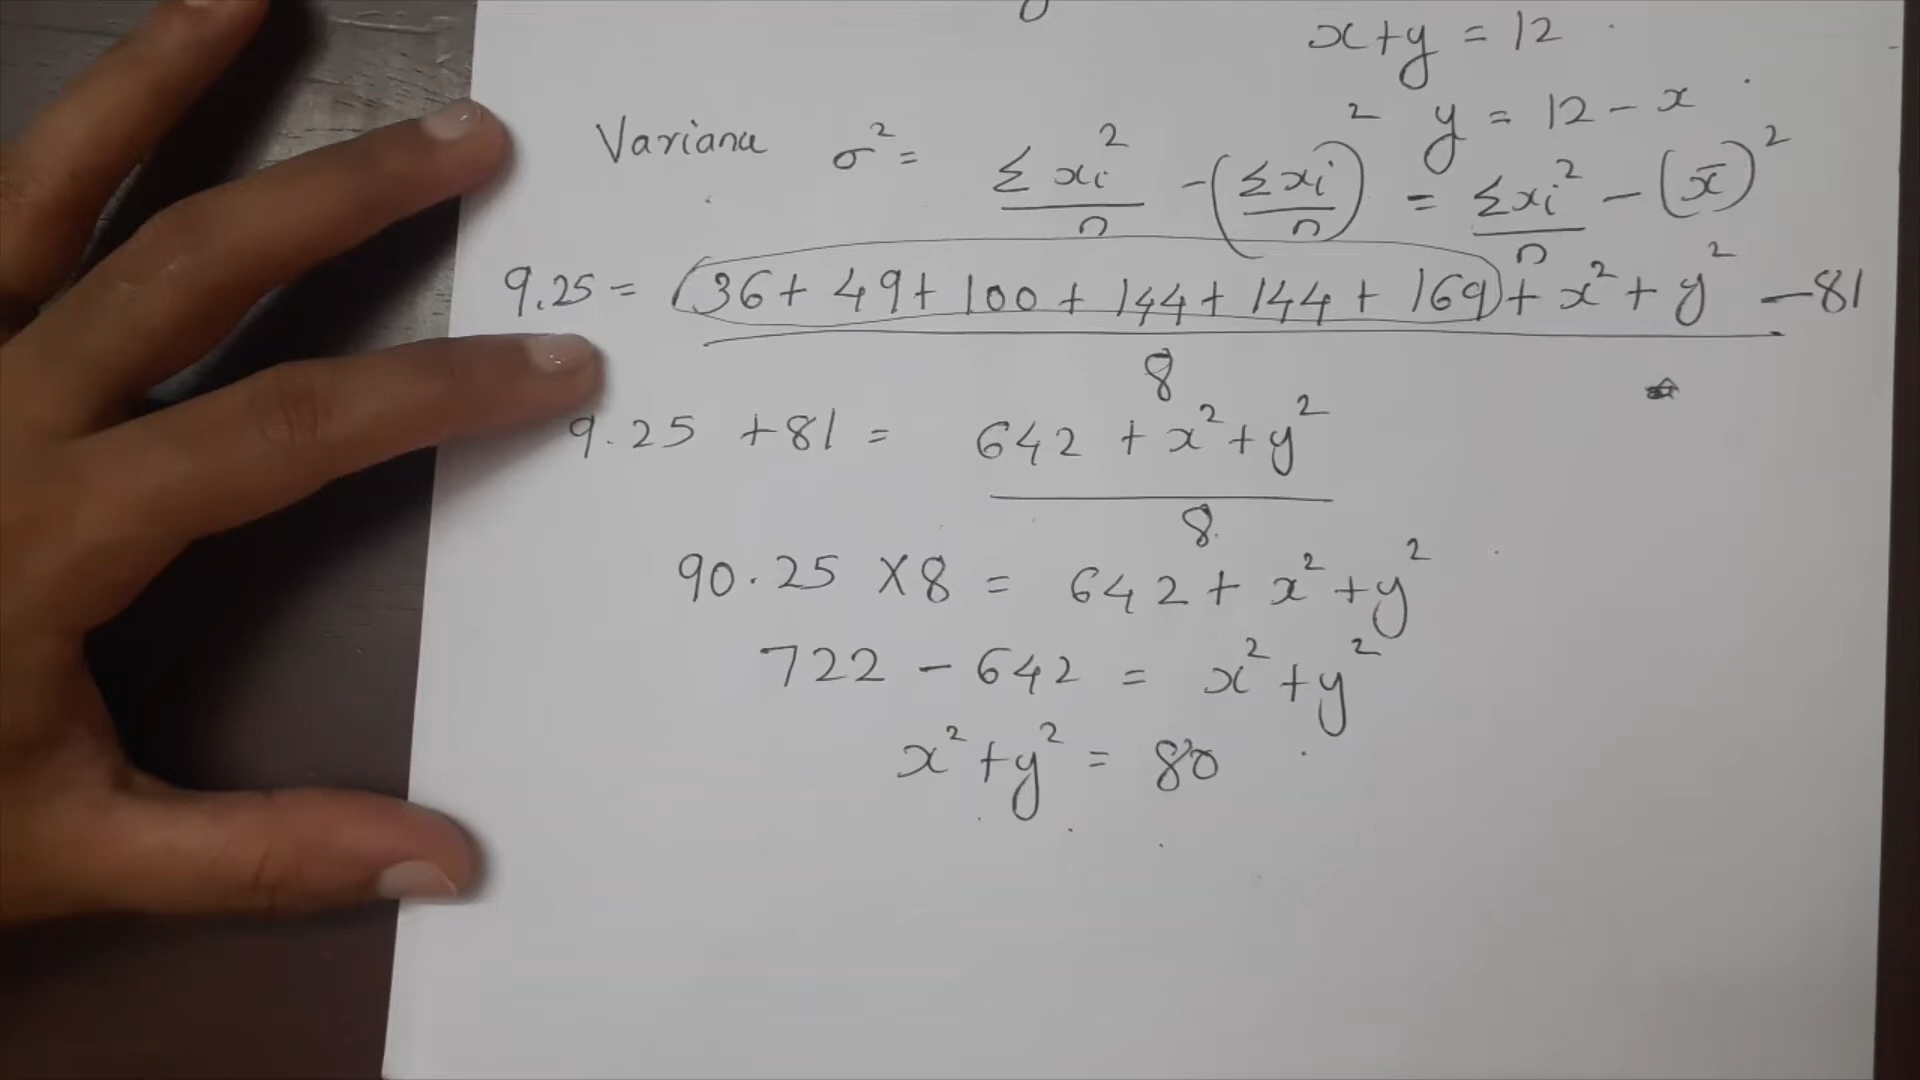 x+y = 12
y = 12 - x
Variance σ² = Σxi²/n - (Σxi/n)² = Σxi²/n - (x̄)²
9.25 = (36+ 49+ 100 + 144+ 144 + 169)+ x² + y² / 8 - 81
9.25 +81 = 642 + x² + y² / 8
90.25 X8 = 642+ x² + y²
722 - 642 = x² + y²
x² + y² = 80